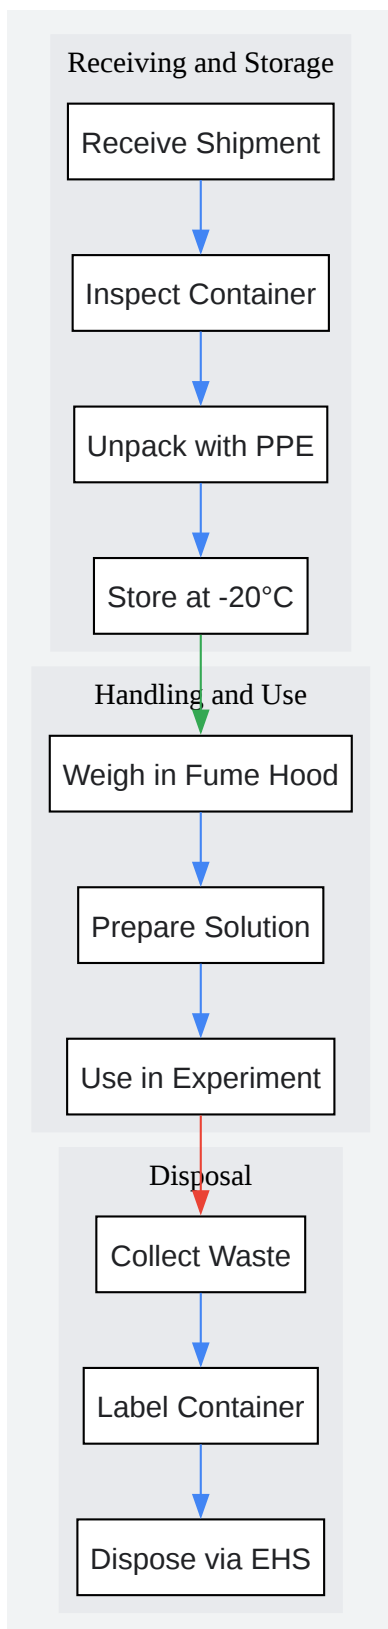 Receiving and Storage
Receive Shipment
Inspect Container
Unpack with PPE
Store at -20°C
Handling and Use
Weigh in Fume Hood
Prepare Solution
Use in Experiment
Disposal
Collect Waste
Label Container
Dispose via EHS